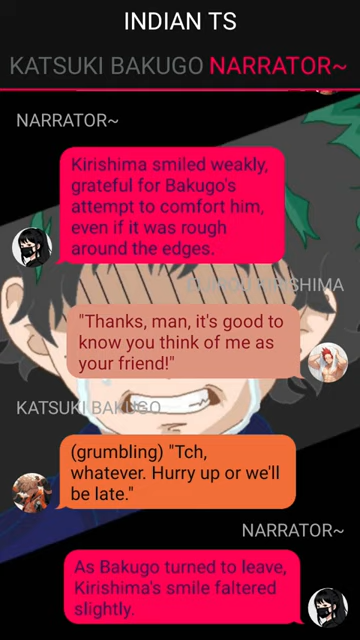 INDIAN TS
KATSUKI BAKUGO NARRATOR~
NARRATOR~
Kirishima smiled weakly,
grateful for Bakugo's
attempt to comfort him,
even if it was rough
around the edges.
EIJIROU KIRISHIMA
"Thanks, man, it's good to
know you think of me as
your friend!"
KATSUKI BAKUGO
(grumbling) "Tch,
whatever. Hurry up or we'll
be late."
NARRATOR~
As Bakugo turned to leave,
Kirishima's smile faltered
slightly.